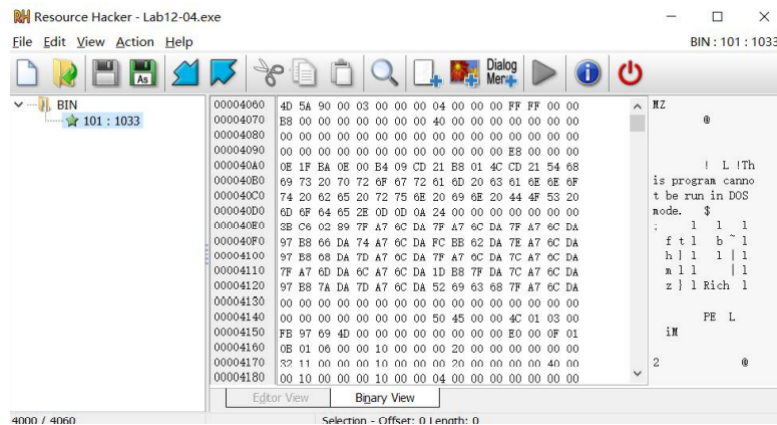 Resource Hacker - Lab12-04.exe
File Edit View Action Help
BIN : 101 : 1033
As
Dialog
Menu
BIN
101 : 1033
00004060 4D 5A 90 00 03 00 00 00 04 00 00 00 FF FF 00 00 MZ
00004070 B8 00 00 00 00 00 00 00 40 00 00 00 00 00 00 00 @
00004080 00 00 00 00 00 00 00 00 00 00 00 00 00 00 00 00
00004090 00 00 00 00 00 00 00 00 00 00 00 00 E8 00 00 00
000040A0 0E 1F BA 0E 00 B4 09 CD 21 B8 01 4C CD 21 54 68 ! L !Th
000040B0 69 73 20 70 72 6F 67 72 61 6D 20 63 61 6E 6E 6F is program canno
000040C0 74 20 62 65 20 72 75 6E 20 69 6E 20 44 4F 53 20 t be run in DOS
000040D0 6D 6F 64 65 2E 0D 0D 0A 24 00 00 00 00 00 00 00 mode. $
000040E0 3B C6 02 89 7F A7 6C DA 7F A7 6C DA 7F A7 6C DA ; l l l
000040F0 97 B8 66 DA 74 A7 6C DA FC BB 62 DA 7E A7 6C DA f t l b ~ l
00004100 97 B8 68 DA 7D A7 6C DA 7F A7 6C DA 7C A7 6C DA h } l l | l
00004110 7F A7 6D DA 6C A7 6C DA 1D B8 7F DA 7C A7 6C DA m l l | l
00004120 97 B8 7A DA 7D A7 6C DA 52 69 63 68 7F A7 6C DA z } l Rich l
00004130 00 00 00 00 00 00 00 00 00 00 00 00 00 00 00 00
00004140 00 00 00 00 00 00 00 00 50 45 00 00 4C 01 03 00 PE L
00004150 FB 97 69 4D 00 00 00 00 00 00 00 00 E0 00 0F 01 iM
00004160 0B 01 06 00 00 10 00 00 00 20 00 00 00 00 00 00
00004170 32 11 00 00 00 10 00 00 00 20 00 00 00 00 40 00 2 @
00004180 00 10 00 00 00 10 00 00 04 00 00 00 00 00 00 00
Editor View Binary View
4000 / 4060 Selection - Offset: 0 Length: 0